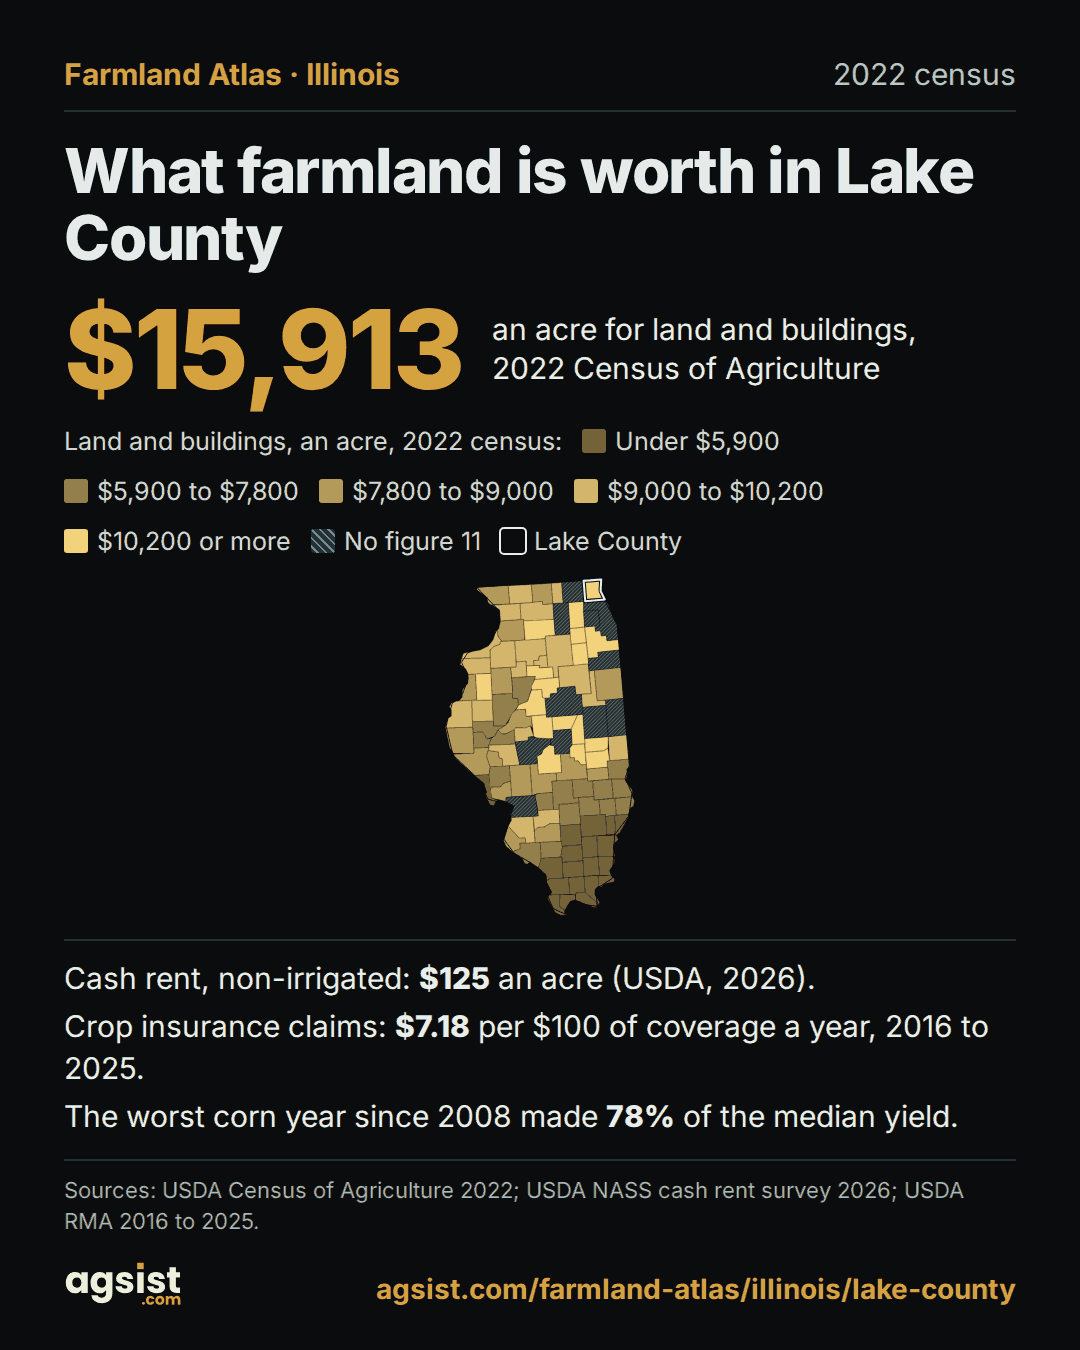 Farmland Atlas · Illinois
2022 census
What farmland is worth in Lake
County
$15,913
an acre for land and buildings,
2022 Census of Agriculture
Land and buildings, an acre, 2022 census: Under $5,900
$5,900 to $7,800 $7,800 to $9,000 $9,000 to $10,200
$10,200 or more No figure 11 Lake County
Cash rent, non-irrigated: $125 an acre (USDA, 2026).
Crop insurance claims: $7.18 per $100 of coverage a year, 2016 to
2025.
The worst corn year since 2008 made 78% of the median yield.
Sources: USDA Census of Agriculture 2022; USDA NASS cash rent survey 2026; USDA
RMA 2016 to 2025.
agsist
.com
agsist.com/farmland-atlas/illinois/lake-county